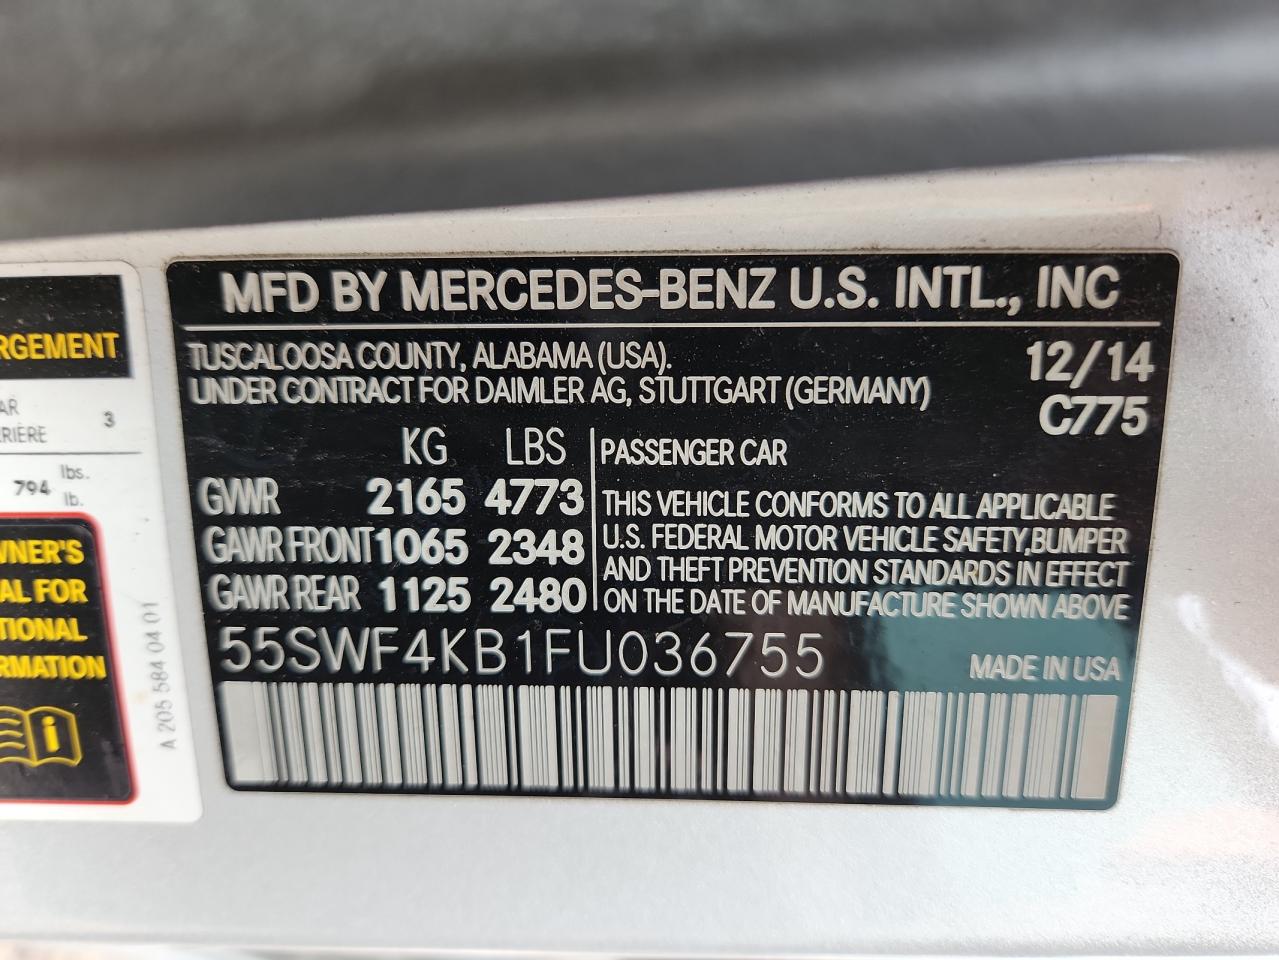 MFD BY MERCEDES-BENZ U.S. INTL., INC
TUSCALOOSA COUNTY, ALABAMA (USA). 12/14
UNDER CONTRACT FOR DAIMLER AG, STUTTGART (GERMANY) C775
KG LBS
GVWR 2165 4773
GAWR FRONT 1065 2348
GAWR REAR 1125 2480
PASSENGER CAR
THIS VEHICLE CONFORMS TO ALL APPLICABLE
U.S. FEDERAL MOTOR VEHICLE SAFETY,BUMPER
AND THEFT PREVENTION STANDARDS IN EFFECT
ON THE DATE OF MANUFACTURE SHOWN ABOVE
55SWF4KB1FU036755 MADE IN USA
RGEMENT
AR 3
RIÈRE
794 lbs.
lb.
WNER'S
AL FOR
TIONAL
ORMATION
A 205 584 04 01